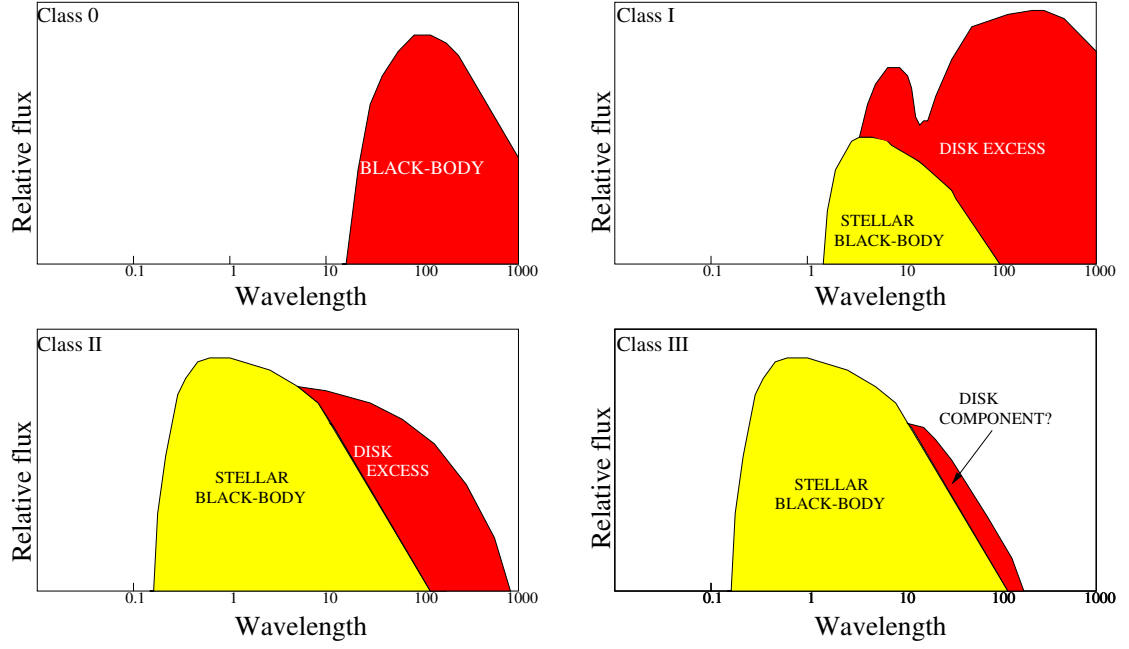 Class 0
Relative flux
BLACK-BODY
0.1 1 10 100 1000
Wavelength
Class I
Relative flux
DISK EXCESS
STELLAR
BLACK-BODY
0.1 1 10 100 1000
Wavelength
Class II
Relative flux
DISK
EXCESS
STELLAR
BLACK-BODY
0.1 1 10 100 1000
Wavelength
Class III
Relative flux
DISK
COMPONENT?
STELLAR
BLACK-BODY
0.1 1 10 100 1000
Wavelength